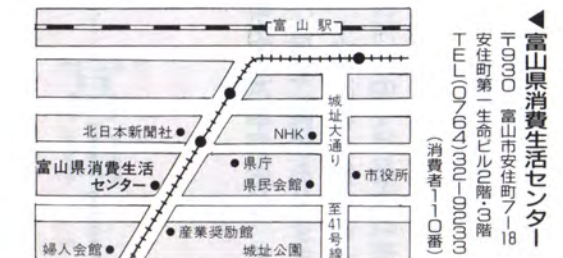 ◀富山県消費生活センター
〒930 富山市安住町7-18
安住町第一生命ビル2階・3階
TEL(0764)32-9233
(消費者110番)
富山駅
城址大通り
北日本新聞社
NHK
富山県消費生活
センター
県庁
県民会館
市役所
至41号線
産業奨励館
婦人会館
城址公園